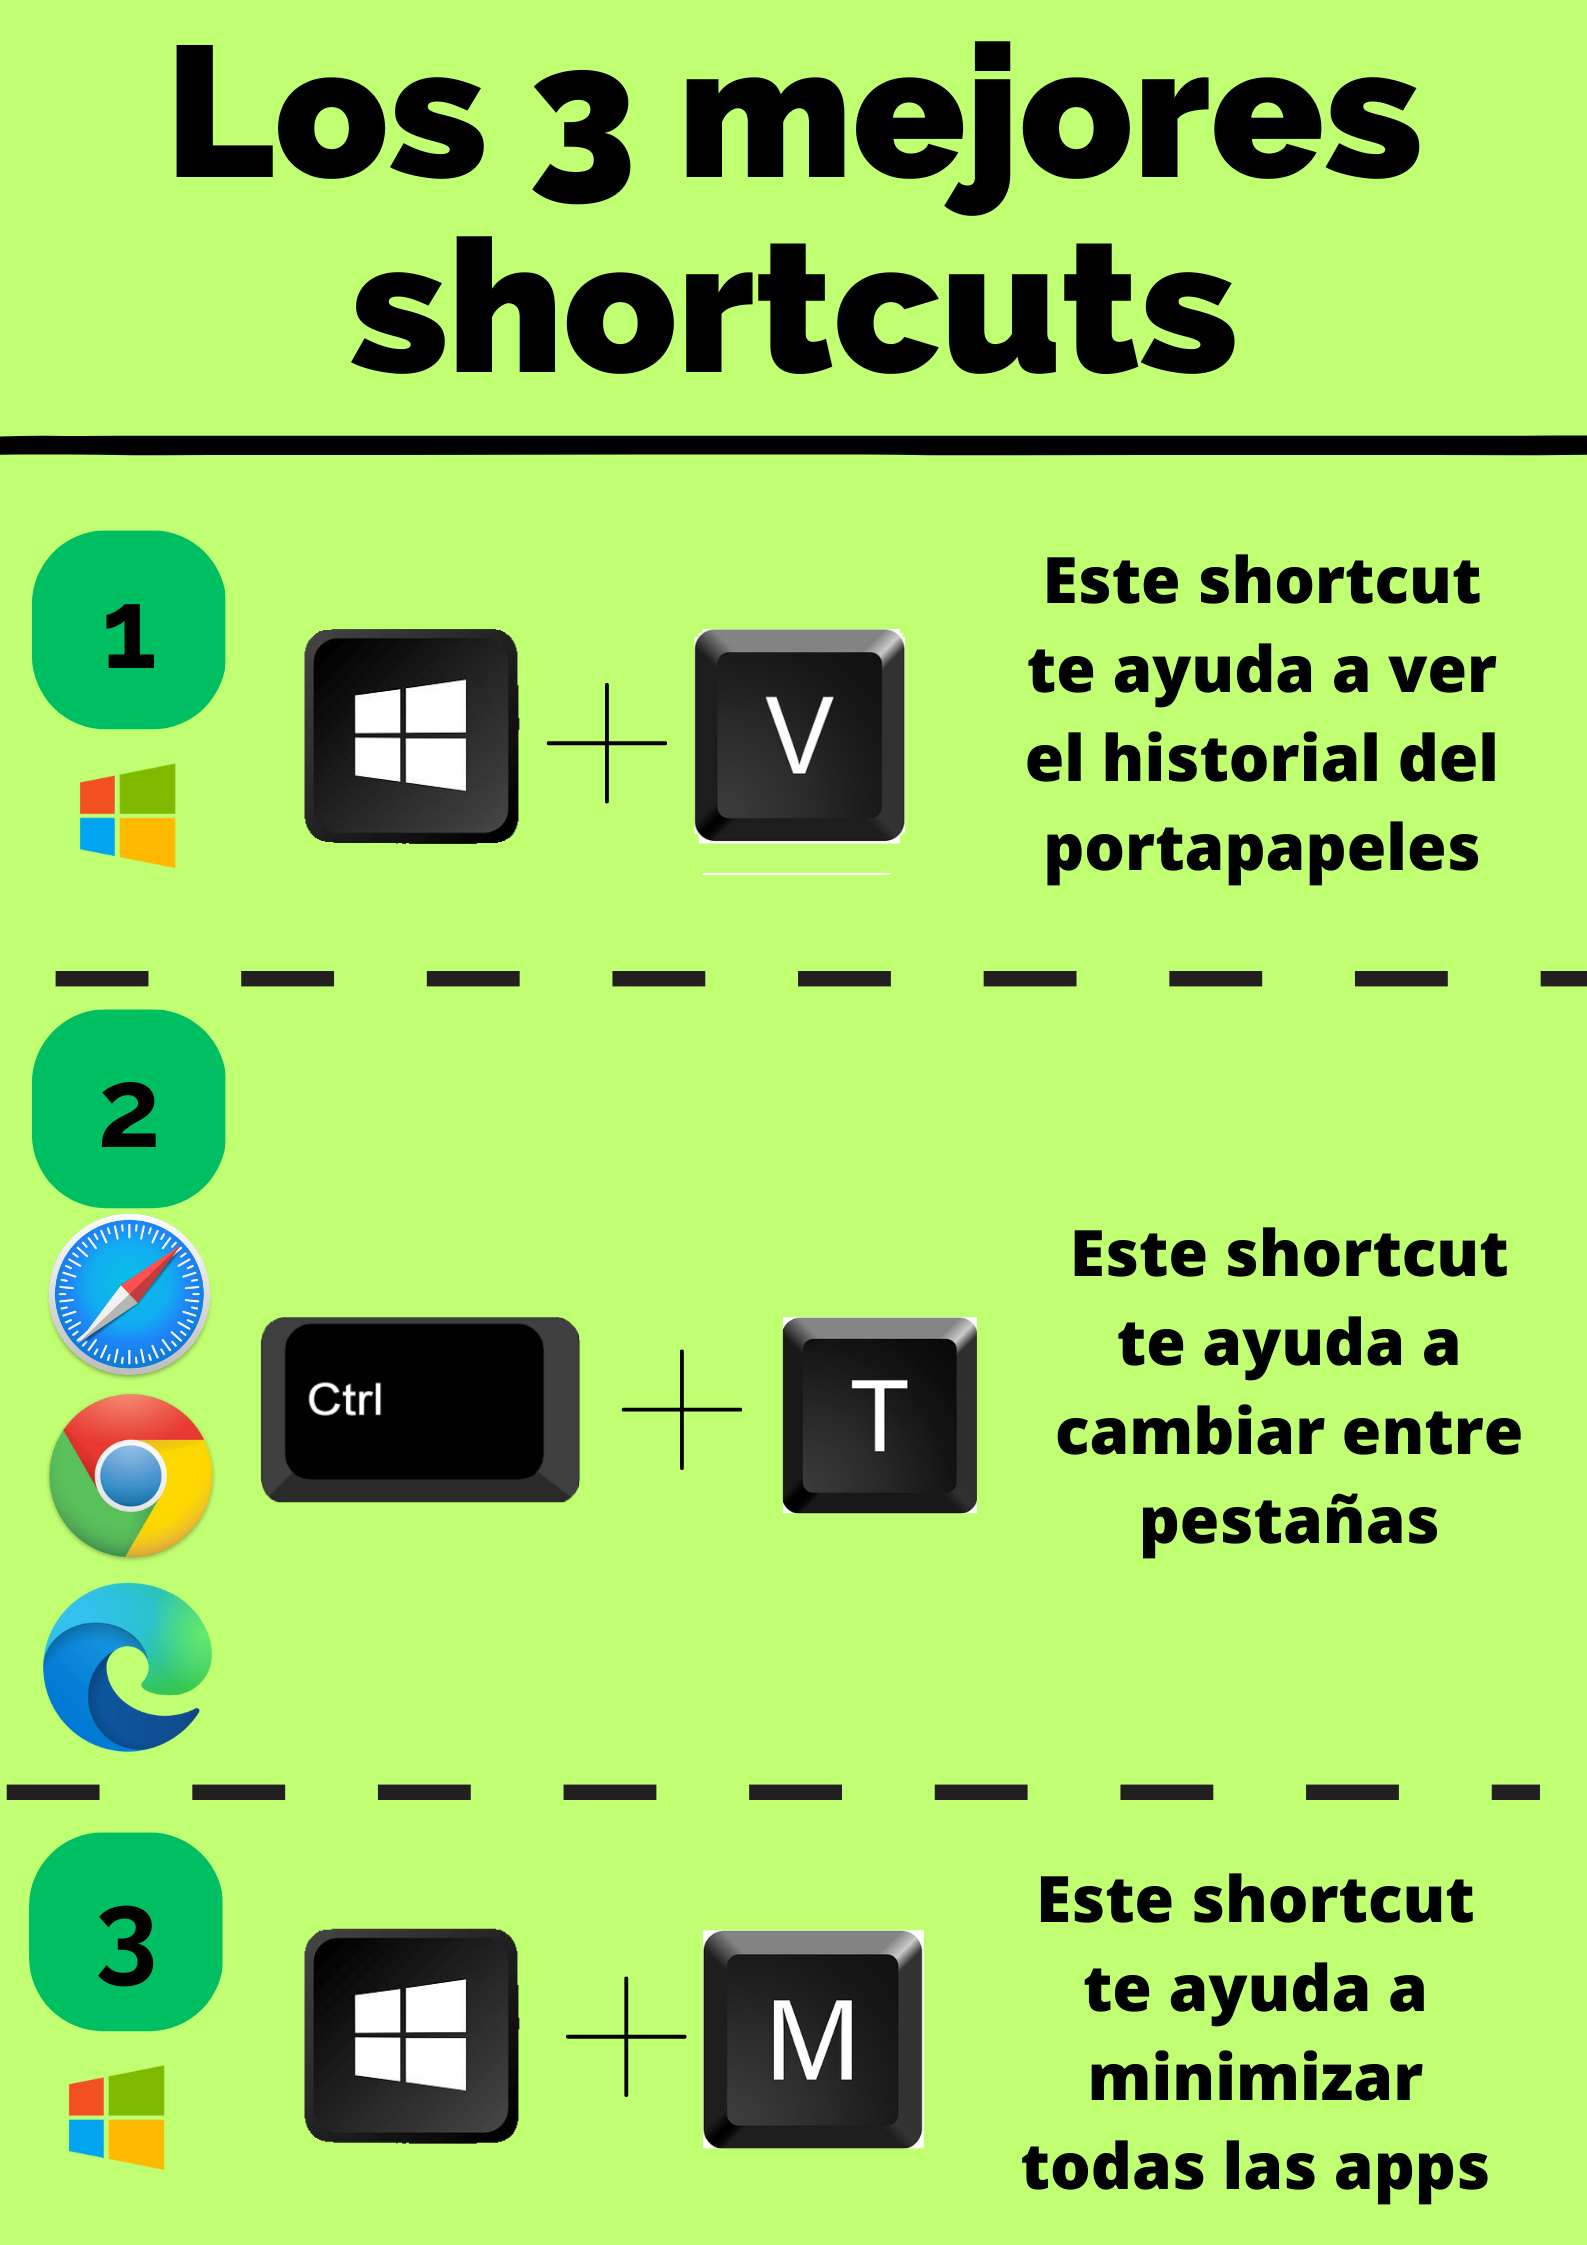 Los 3 mejores
shortcuts
1
V
Este shortcut
te ayuda a ver
el historial del
portapapeles
2
Ctrl
T
Este shortcut
te ayuda a
cambiar entre
pestañas
3
M
Este shortcut
te ayuda a
minimizar
todas las apps